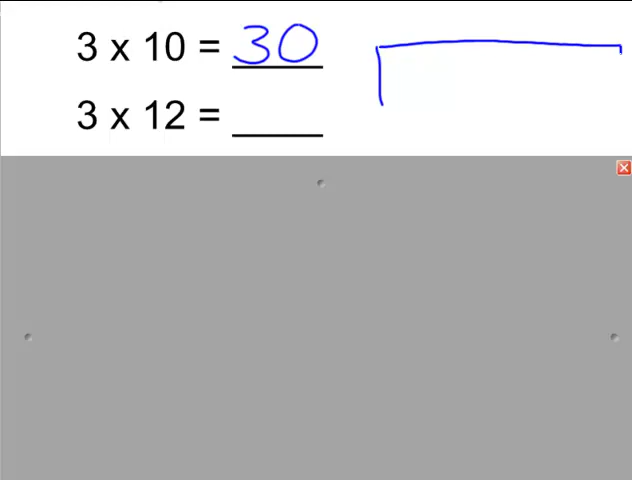 3 x 10 = 30
3 x 12 = ____